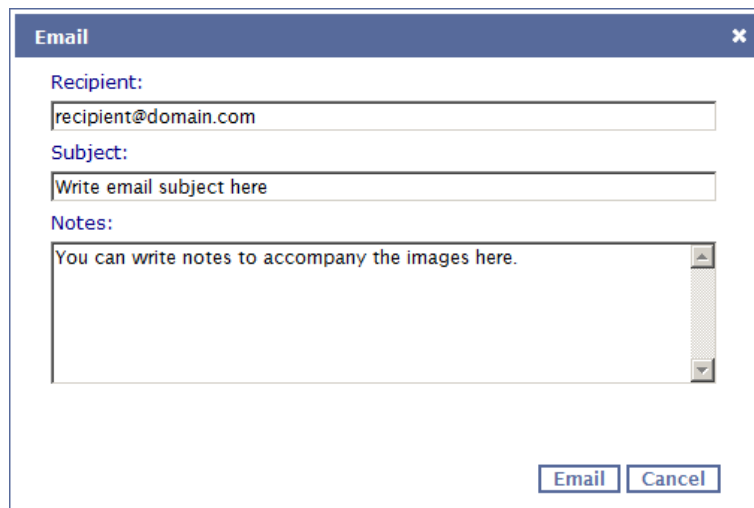 Email
Recipient:
recipient@domain.com
Subject:
Write email subject here
Notes:
You can write notes to accompany the images here.
Email Cancel